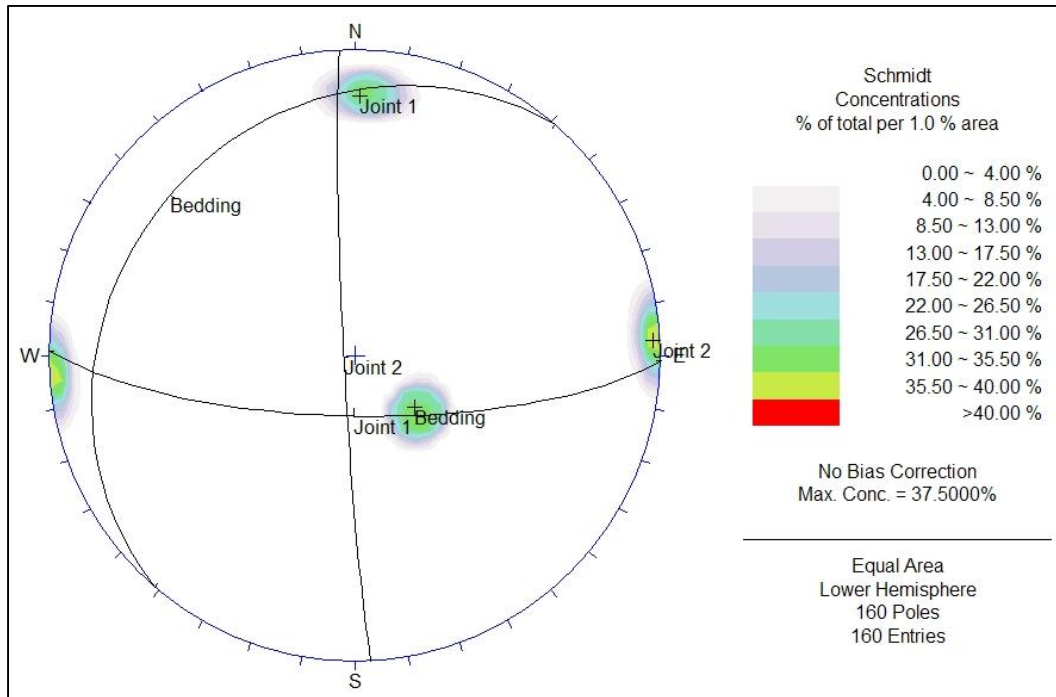 N
Joint 1
Bedding
W
Joint 2
E
Joint 2
Joint 1
Bedding
S
Schmidt
Concentrations
% of total per 1.0 % area
0.00 ~ 4.00 %
4.00 ~ 8.50 %
8.50 ~ 13.00 %
13.00 ~ 17.50 %
17.50 ~ 22.00 %
22.00 ~ 26.50 %
26.50 ~ 31.00 %
31.00 ~ 35.50 %
35.50 ~ 40.00 %
>40.00 %
No Bias Correction
Max. Conc. = 37.5000%
Equal Area
Lower Hemisphere
160 Poles
160 Entries